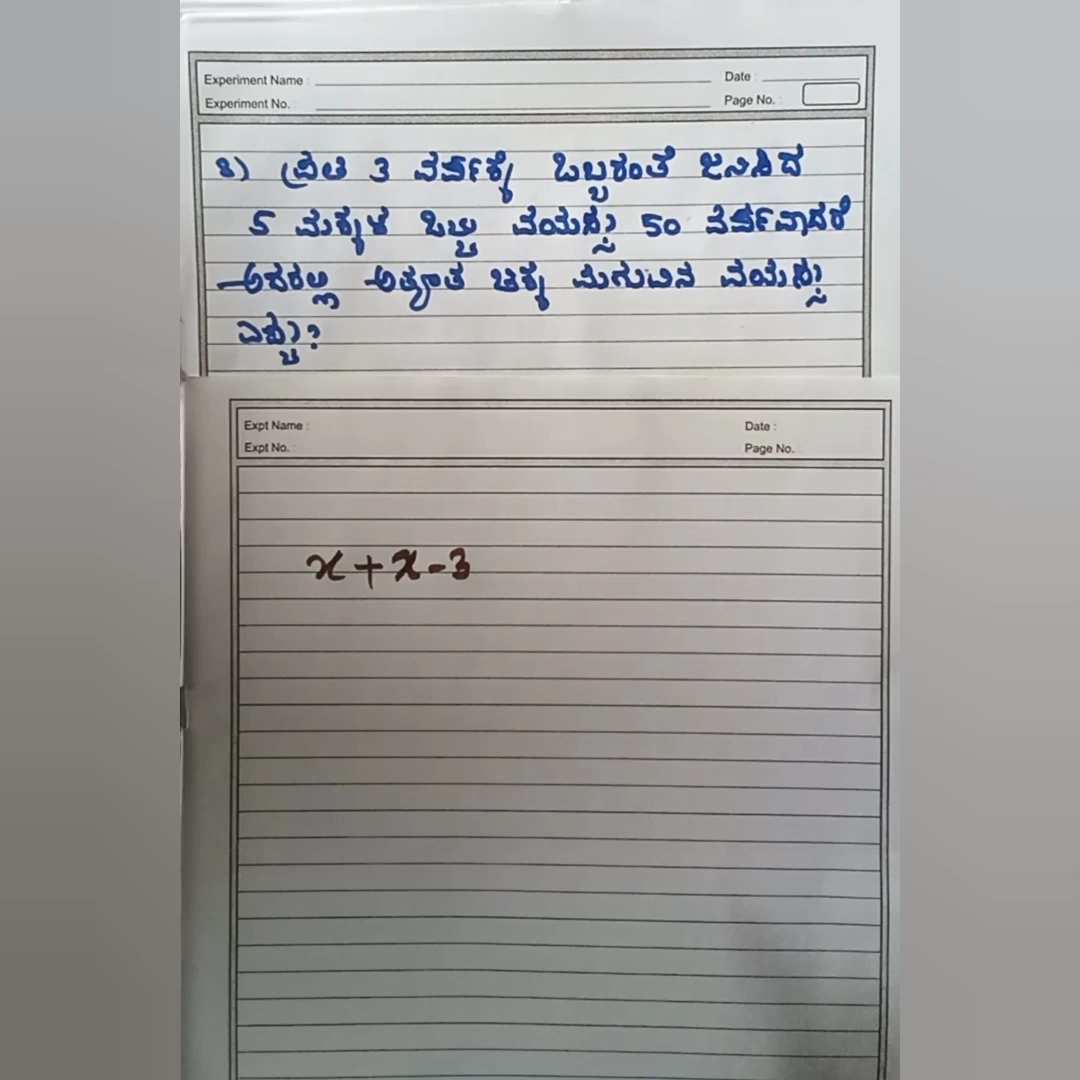 Experiment Name : Date :
Experiment No. : Page No. :
8) ಪ್ರತಿ 3 ವರ್ಷಕ್ಕೆ ಒಬ್ಬರಂತೆ ಜನಿಸಿದ
5 ಮಕ್ಕಳ ಒಟ್ಟು ವಯಸ್ಸು 50 ವರ್ಷವಾದರೆ
ಅದರಲ್ಲಿ ಅತ್ಯಂತ ಚಿಕ್ಕ ಮಗುವಿನ ವಯಸ್ಸು
ಎಷ್ಟು?
Expt Name : Date :
Expt No. : Page No.
x + x - 3